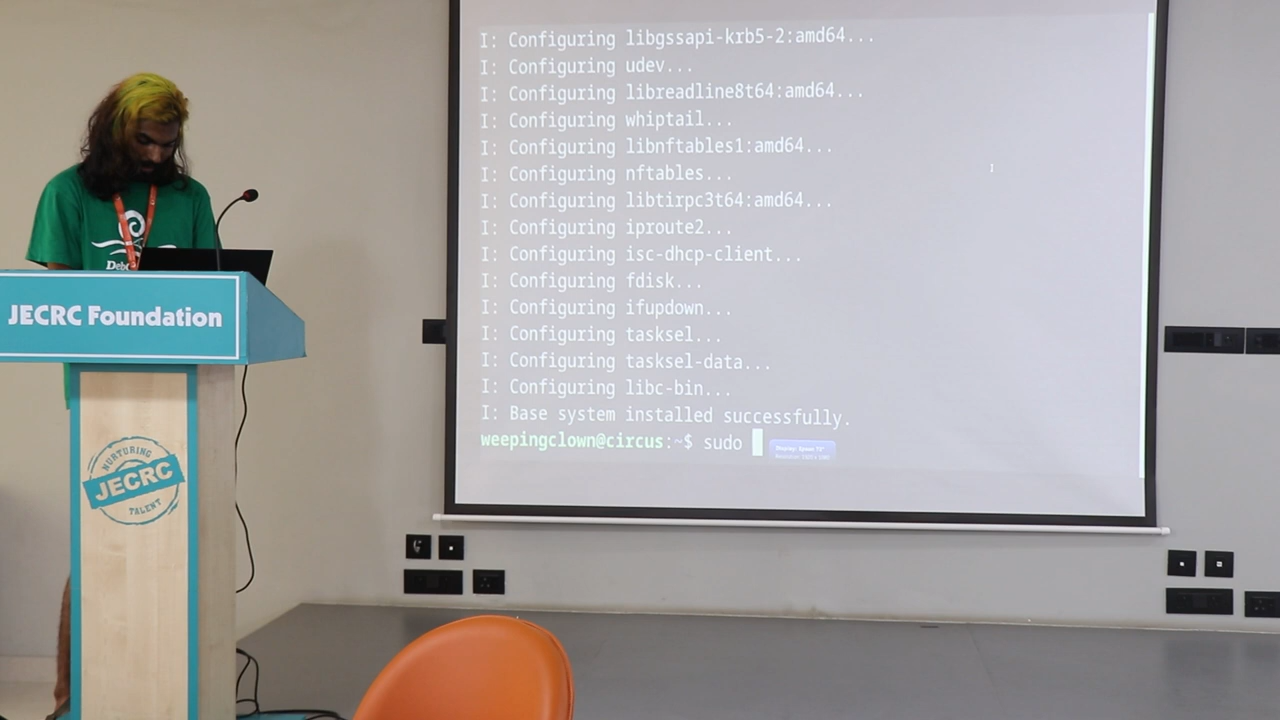 I: Configuring libgssapi-krb5-2:amd64...
I: Configuring udev...
I: Configuring libreadline8t64:amd64...
I: Configuring whiptail...
I: Configuring libnftables1:amd64...
I: Configuring nftables...
I: Configuring libtirpc3t64:amd64...
I: Configuring iproute2...
I: Configuring isc-dhcp-client...
I: Configuring fdisk...
I: Configuring ifupdown...
I: Configuring tasksel...
I: Configuring tasksel-data...
I: Configuring libc-bin...
I: Base system installed successfully.
weepingclown@circus:~$ sudo
JECRC Foundation
NURTURING
JECRC
TALENT